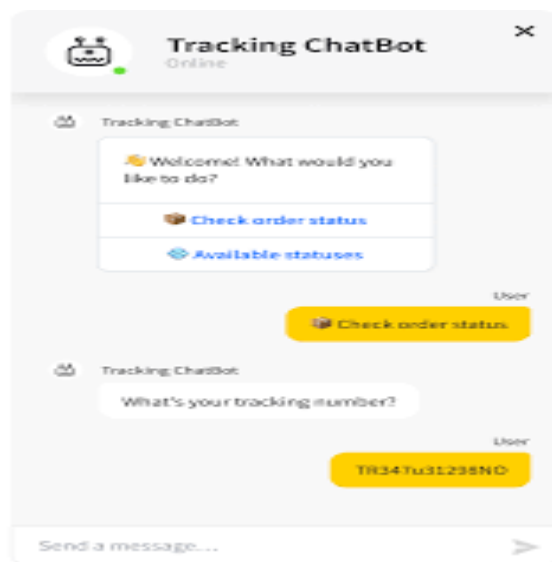 Tracking ChatBot
Online
Tracking ChatBot
👋 Welcome! What would you
like to do?
📦 Check order status
💠 Available statuses
User
📦 Check order status
Tracking ChatBot
What's your tracking number?
User
TR347u31298NO
Send a message...